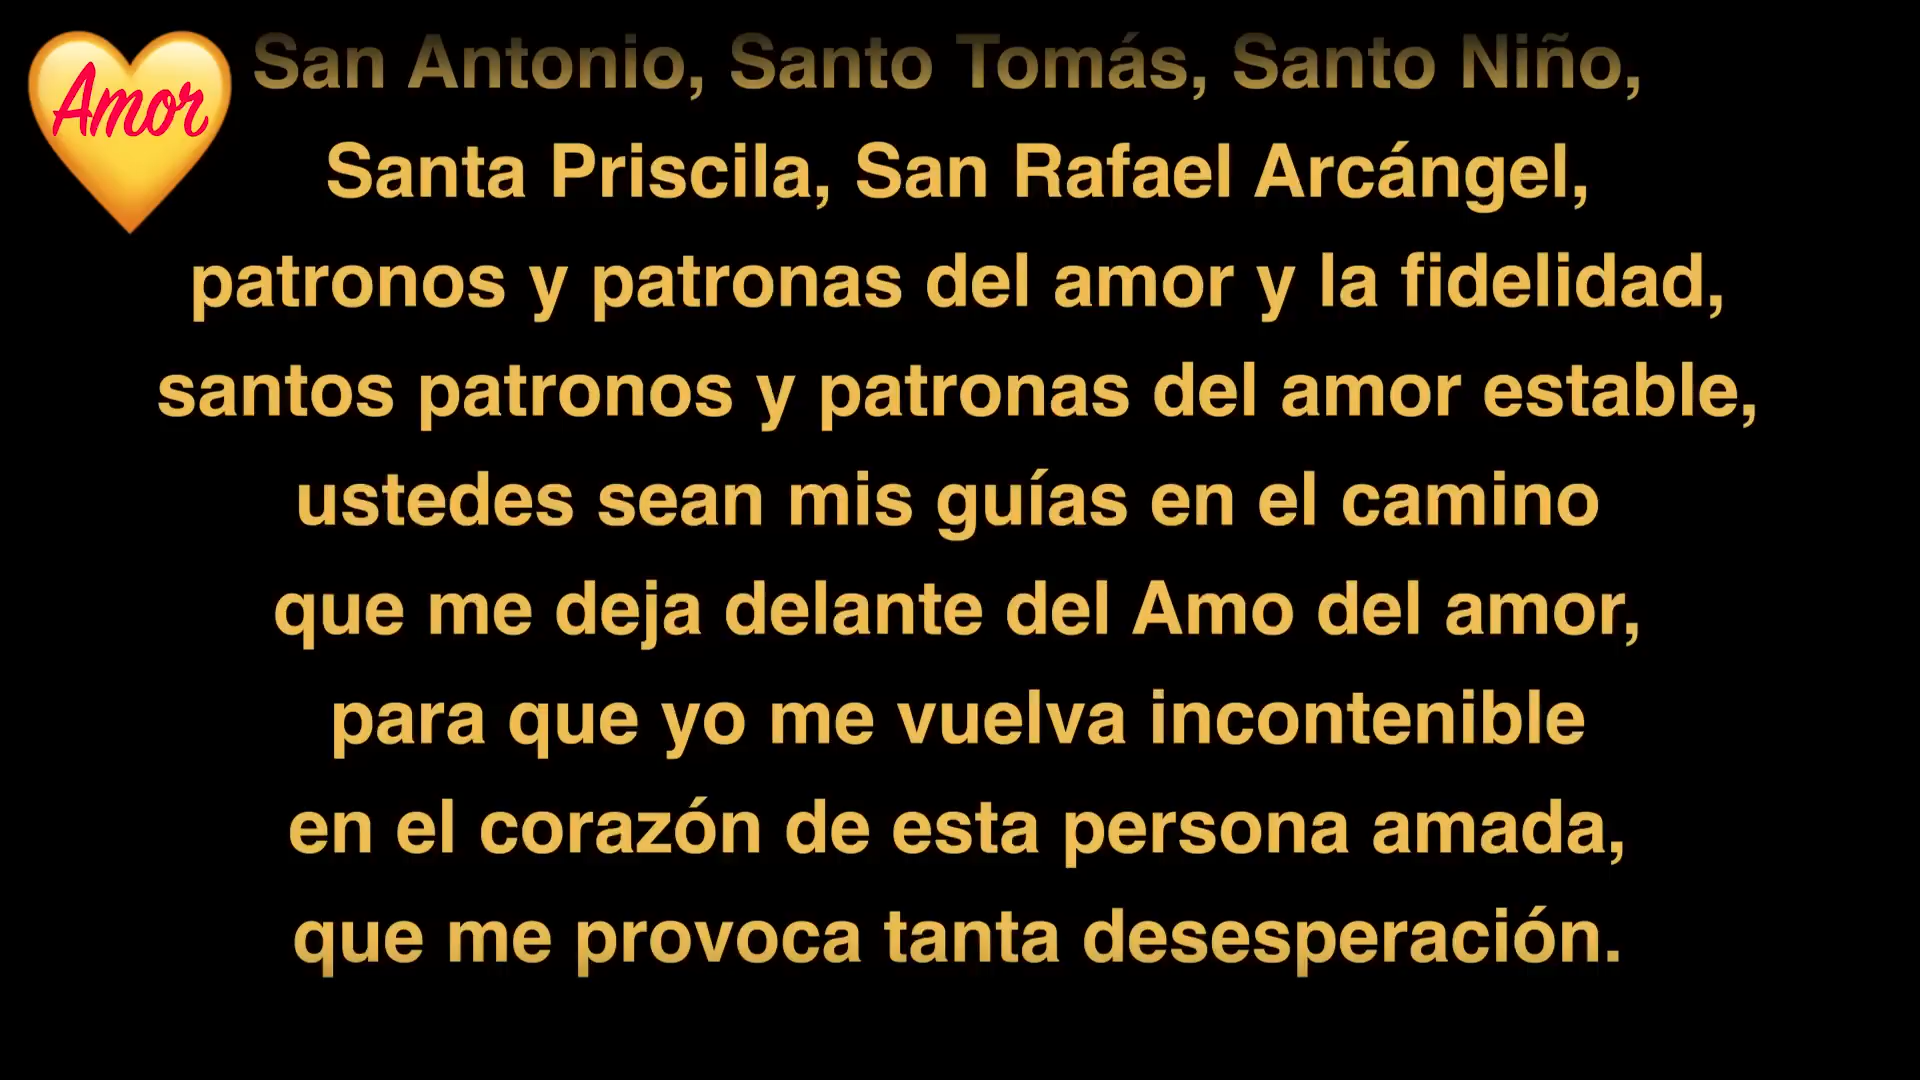 Amor
San Antonio, Santo Tomás, Santo Niño,
Santa Priscila, San Rafael Arcángel,
patronos y patronas del amor y la fidelidad,
santos patronos y patronas del amor estable,
ustedes sean mis guías en el camino
que me deja delante del Amo del amor,
para que yo me vuelva incontenible
en el corazón de esta persona amada,
que me provoca tanta desesperación.